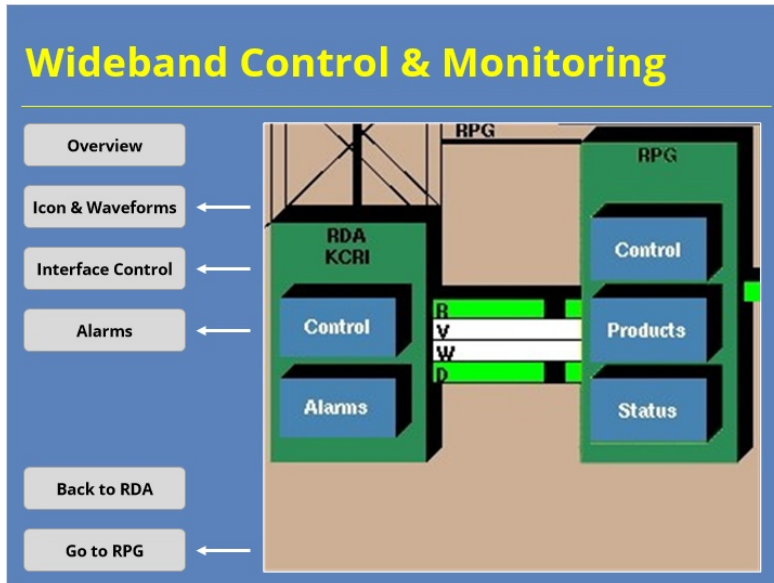 Wideband Control & Monitoring
Overview
Icon & Waveforms
Interface Control
Alarms
Back to RDA
Go to RPG
RPG
RDA
KCRI
Control
Alarms
R
V
W
D
RPG
Control
Products
Status